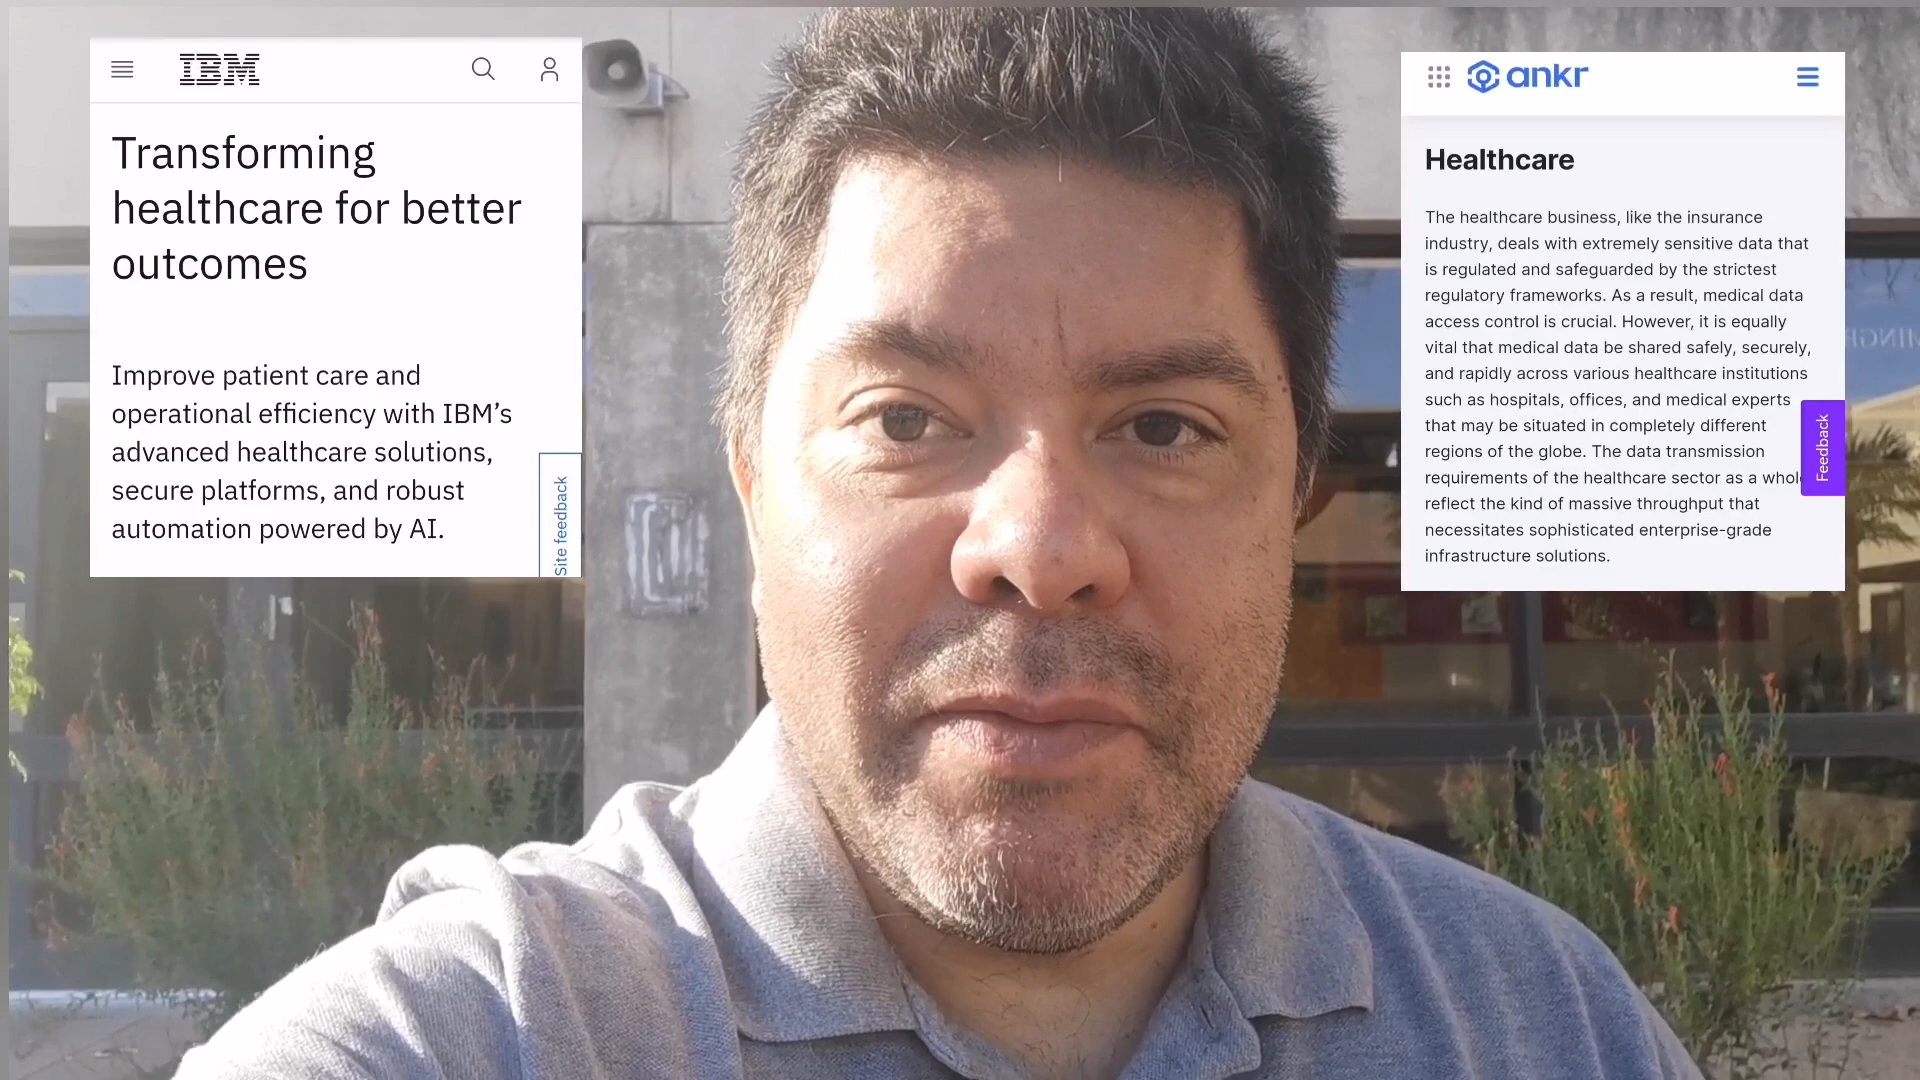 IBM
Transforming
healthcare for better
outcomes
Improve patient care and
operational efficiency with IBM’s
advanced healthcare solutions,
secure platforms, and robust
automation powered by AI.
Site feedback
ankr
Healthcare
The healthcare business, like the insurance
industry, deals with extremely sensitive data that
is regulated and safeguarded by the strictest
regulatory frameworks. As a result, medical data
access control is crucial. However, it is equally
vital that medical data be shared safely, securely,
and rapidly across various healthcare institutions
such as hospitals, offices, and medical experts
that may be situated in completely different
regions of the globe. The data transmission
requirements of the healthcare sector as a whole
reflect the kind of massive throughput that
necessitates sophisticated enterprise-grade
infrastructure solutions.
Feedback